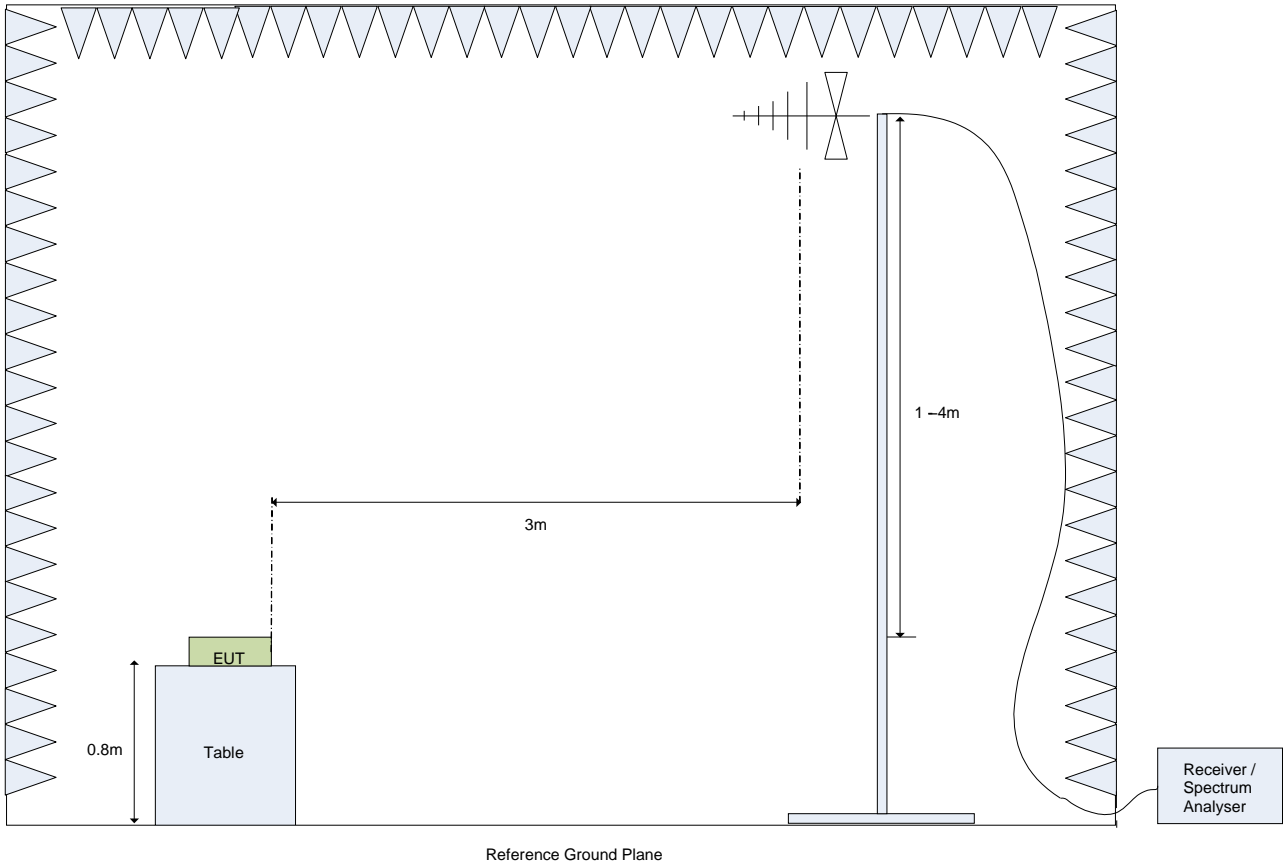 1 –4m
3m
EUT
0.8m
Table
Receiver /
Spectrum
Analyser
Reference Ground Plane